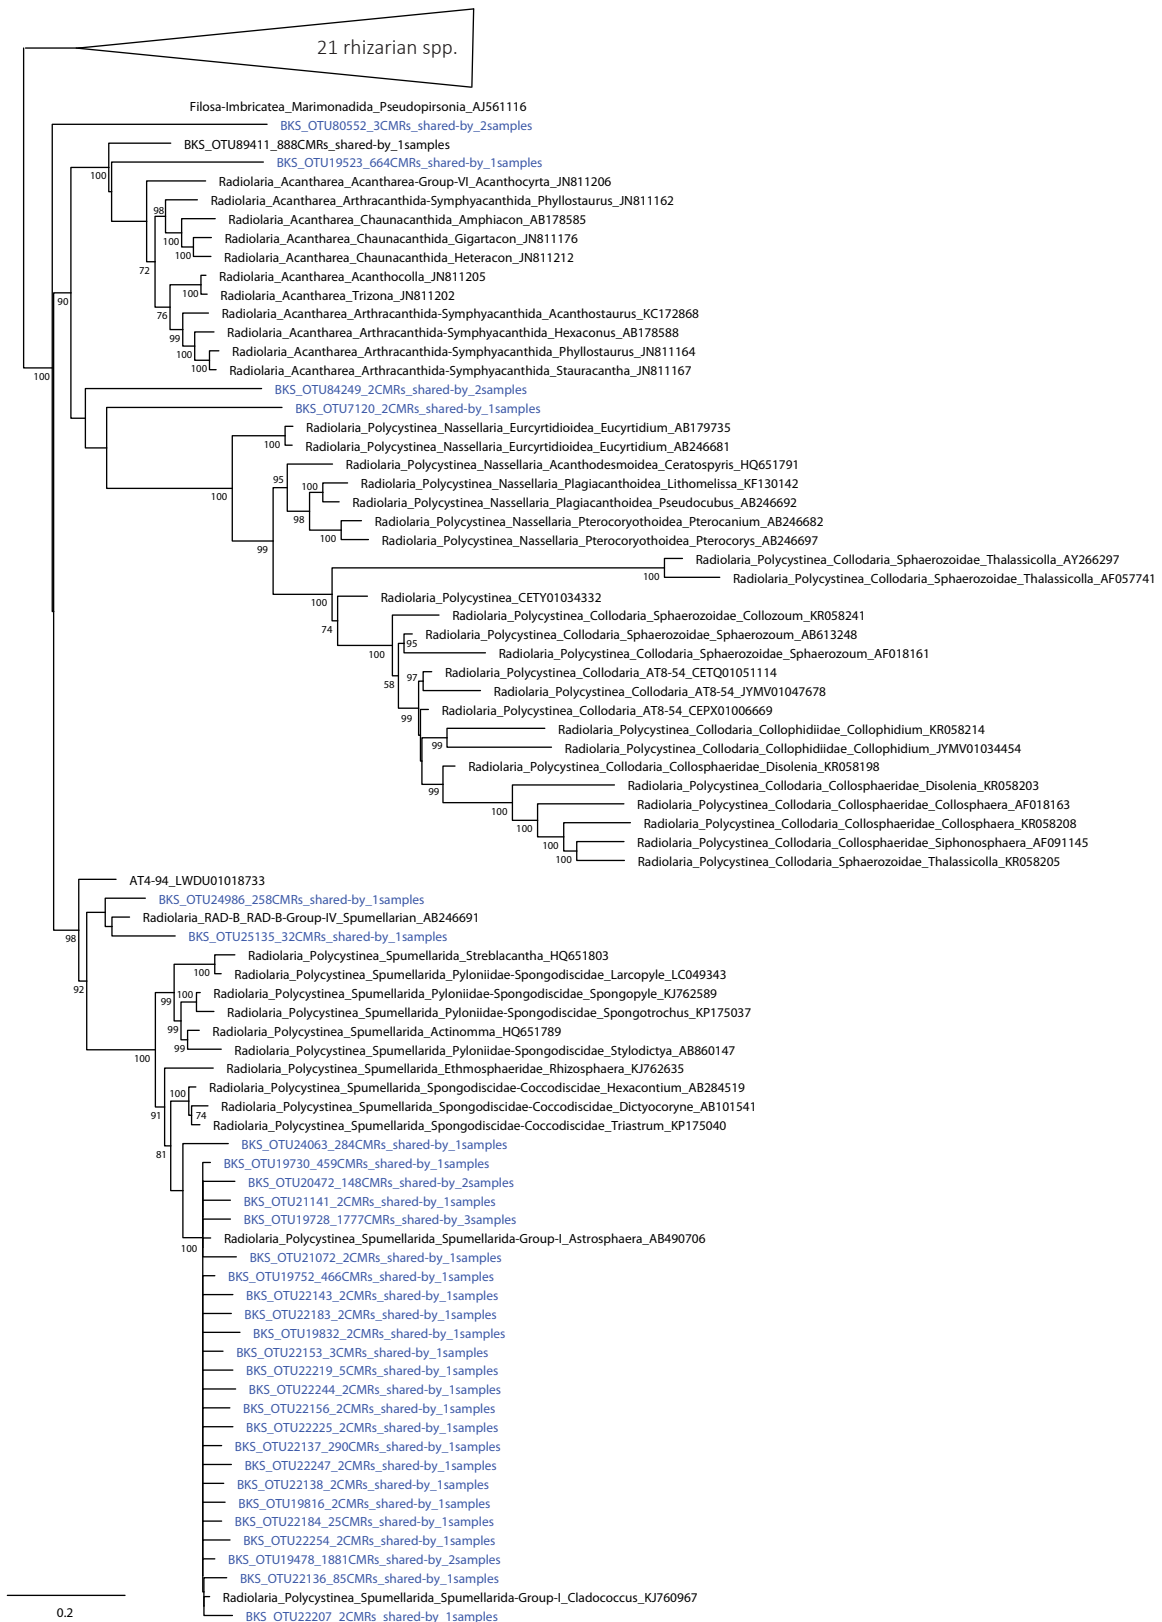 21 rhizarian spp.
Filosa-Imbricatea_Marimonadida_Pseudopirsonia_AJ561116
BKS_OTU80552_3CMRs_shared-by_2samples
BKS_OTU89411_888CMRs_shared-by_1samples
100
BKS_OTU19523_664CMRs_shared-by_1samples
Radiolaria_Acantharea_Acantharea-Group-VI_Acanthocyrta_JN811206
98
Radiolaria_Acantharea_Arthracanthida-Symphyacanthida_Phyllostaurus_JN811162
Radiolaria_Acantharea_Chaunacanthida_Amphiacon_AB178585
100
Radiolaria_Acantharea_Chaunacanthida_Gigartacon_JN811176
100
Radiolaria_Acantharea_Chaunacanthida_Heteracon_JN811212
72
Radiolaria_Acantharea_Acanthocolla_JN811205
100
Radiolaria_Acantharea_Trizona_JN811202
90
76
Radiolaria_Acantharea_Arthracanthida-Symphyacanthida_Acanthostaurus_KC172868
99
Radiolaria_Acantharea_Arthracanthida-Symphyacanthida_Hexaconus_AB178588
100
Radiolaria_Acantharea_Arthracanthida-Symphyacanthida_Phyllostaurus_JN811164
100
Radiolaria_Acantharea_Arthracanthida-Symphyacanthida_Stauracantha_JN811167
100
BKS_OTU84249_2CMRs_shared-by_2samples
BKS_OTU7120_2CMRs_shared-by_1samples
Radiolaria_Polycystinea_Nassellaria_Eurcyrtidioidea_Eucyrtidium_AB179735
100
Radiolaria_Polycystinea_Nassellaria_Eurcyrtidioidea_Eucyrtidium_AB246681
Radiolaria_Polycystinea_Nassellaria_Acanthodesmoidea_Ceratospyris_HQ651791
95
100
Radiolaria_Polycystinea_Nassellaria_Plagiacanthoidea_Lithomelissa_KF130142
100
Radiolaria_Polycystinea_Nassellaria_Plagiacanthoidea_Pseudocubus_AB246692
98
Radiolaria_Polycystinea_Nassellaria_Pterocoryothoidea_Pterocanium_AB246682
100
Radiolaria_Polycystinea_Nassellaria_Pterocoryothoidea_Pterocorys_AB246697
99
Radiolaria_Polycystinea_Collodaria_Sphaerozoidae_Thalassicolla_AY266297
100
Radiolaria_Polycystinea_Collodaria_Sphaerozoidae_Thalassicolla_AF057741
100
Radiolaria_Polycystinea_CETY01034332
74
Radiolaria_Polycystinea_Collodaria_Sphaerozoidae_Collozoum_KR058241
Radiolaria_Polycystinea_Collodaria_Sphaerozoidae_Sphaerozoum_AB613248
95
100
Radiolaria_Polycystinea_Collodaria_Sphaerozoidae_Sphaerozoum_AF018161
97
Radiolaria_Polycystinea_Collodaria_AT8-54_CETQ01051114
58
Radiolaria_Polycystinea_Collodaria_AT8-54_JYMV01047678
Radiolaria_Polycystinea_Collodaria_AT8-54_CEPX01006669
99
Radiolaria_Polycystinea_Collodaria_Collophidiidae_Collophidium_KR058214
99
Radiolaria_Polycystinea_Collodaria_Collophidiidae_Collophidium_JYMV01034454
Radiolaria_Polycystinea_Collodaria_Collosphaeridae_Disolenia_KR058198
99
Radiolaria_Polycystinea_Collodaria_Collosphaeridae_Disolenia_KR058203
100
Radiolaria_Polycystinea_Collodaria_Collosphaeridae_Collosphaera_AF018163
100
Radiolaria_Polycystinea_Collodaria_Collosphaeridae_Collosphaera_KR058208
100
Radiolaria_Polycystinea_Collodaria_Collosphaeridae_Siphonosphaera_AF091145
100
Radiolaria_Polycystinea_Collodaria_Sphaerozoidae_Thalassicolla_KR058205
AT4-94_LWDU01018733
BKS_OTU24986_258CMRs_shared-by_1samples
Radiolaria_RAD-B_RAD-B-Group-IV_Spumellarian_AB246691
98
BKS_OTU25135_32CMRs_shared-by_1samples
Radiolaria_Polycystinea_Spumellarida_Streblacantha_HQ651803
100
Radiolaria_Polycystinea_Spumellarida_Pyloniidae-Spongodiscidae_Larcopyle_LC049343
92
100
Radiolaria_Polycystinea_Spumellarida_Pyloniidae-Spongodiscidae_Spongopyle_KJ762589
99
Radiolaria_Polycystinea_Spumellarida_Pyloniidae-Spongodiscidae_Spongotrochus_KP175037
99
Radiolaria_Polycystinea_Spumellarida_Actinomma_HQ651789
99
Radiolaria_Polycystinea_Spumellarida_Pyloniidae-Spongodiscidae_Stylodictya_AB860147
100
Radiolaria_Polycystinea_Spumellarida_Ethmosphaeridae_Rhizosphaera_KJ762635
100
Radiolaria_Polycystinea_Spumellarida_Spongodiscidae-Coccodiscidae_Hexacontium_AB284519
91
74
Radiolaria_Polycystinea_Spumellarida_Spongodiscidae-Coccodiscidae_Dictyocoryne_AB101541
Radiolaria_Polycystinea_Spumellarida_Spongodiscidae-Coccodiscidae_Triastrum_KP175040
BKS_OTU24063_284CMRs_shared-by_1samples
81
BKS_OTU19730_459CMRs_shared-by_1samples
BKS_OTU20472_148CMRs_shared-by_2samples
BKS_OTU21141_2CMRs_shared-by_1samples
BKS_OTU19728_1777CMRs_shared-by_3samples
Radiolaria_Polycystinea_Spumellarida_Spumellarida-Group-I_Astrosphaera_AB490706
100
BKS_OTU21072_2CMRs_shared-by_1samples
BKS_OTU19752_466CMRs_shared-by_1samples
BKS_OTU22143_2CMRs_shared-by_1samples
BKS_OTU22183_2CMRs_shared-by_1samples
BKS_OTU19832_2CMRs_shared-by_1samples
BKS_OTU22153_3CMRs_shared-by_1samples
BKS_OTU22219_5CMRs_shared-by_1samples
BKS_OTU22244_2CMRs_shared-by_1samples
BKS_OTU22156_2CMRs_shared-by_1samples
BKS_OTU22225_2CMRs_shared-by_1samples
BKS_OTU22137_290CMRs_shared-by_1samples
BKS_OTU22247_2CMRs_shared-by_1samples
BKS_OTU22138_2CMRs_shared-by_1samples
BKS_OTU19816_2CMRs_shared-by_1samples
BKS_OTU22184_25CMRs_shared-by_1samples
BKS_OTU22254_2CMRs_shared-by_1samples
BKS_OTU19478_1881CMRs_shared-by_2samples
BKS_OTU22136_85CMRs_shared-by_1samples
Radiolaria_Polycystinea_Spumellarida_Spumellarida-Group-I_Cladococcus_KJ760967
0.2
BKS_OTU22207_2CMRs_shared-by_1samples